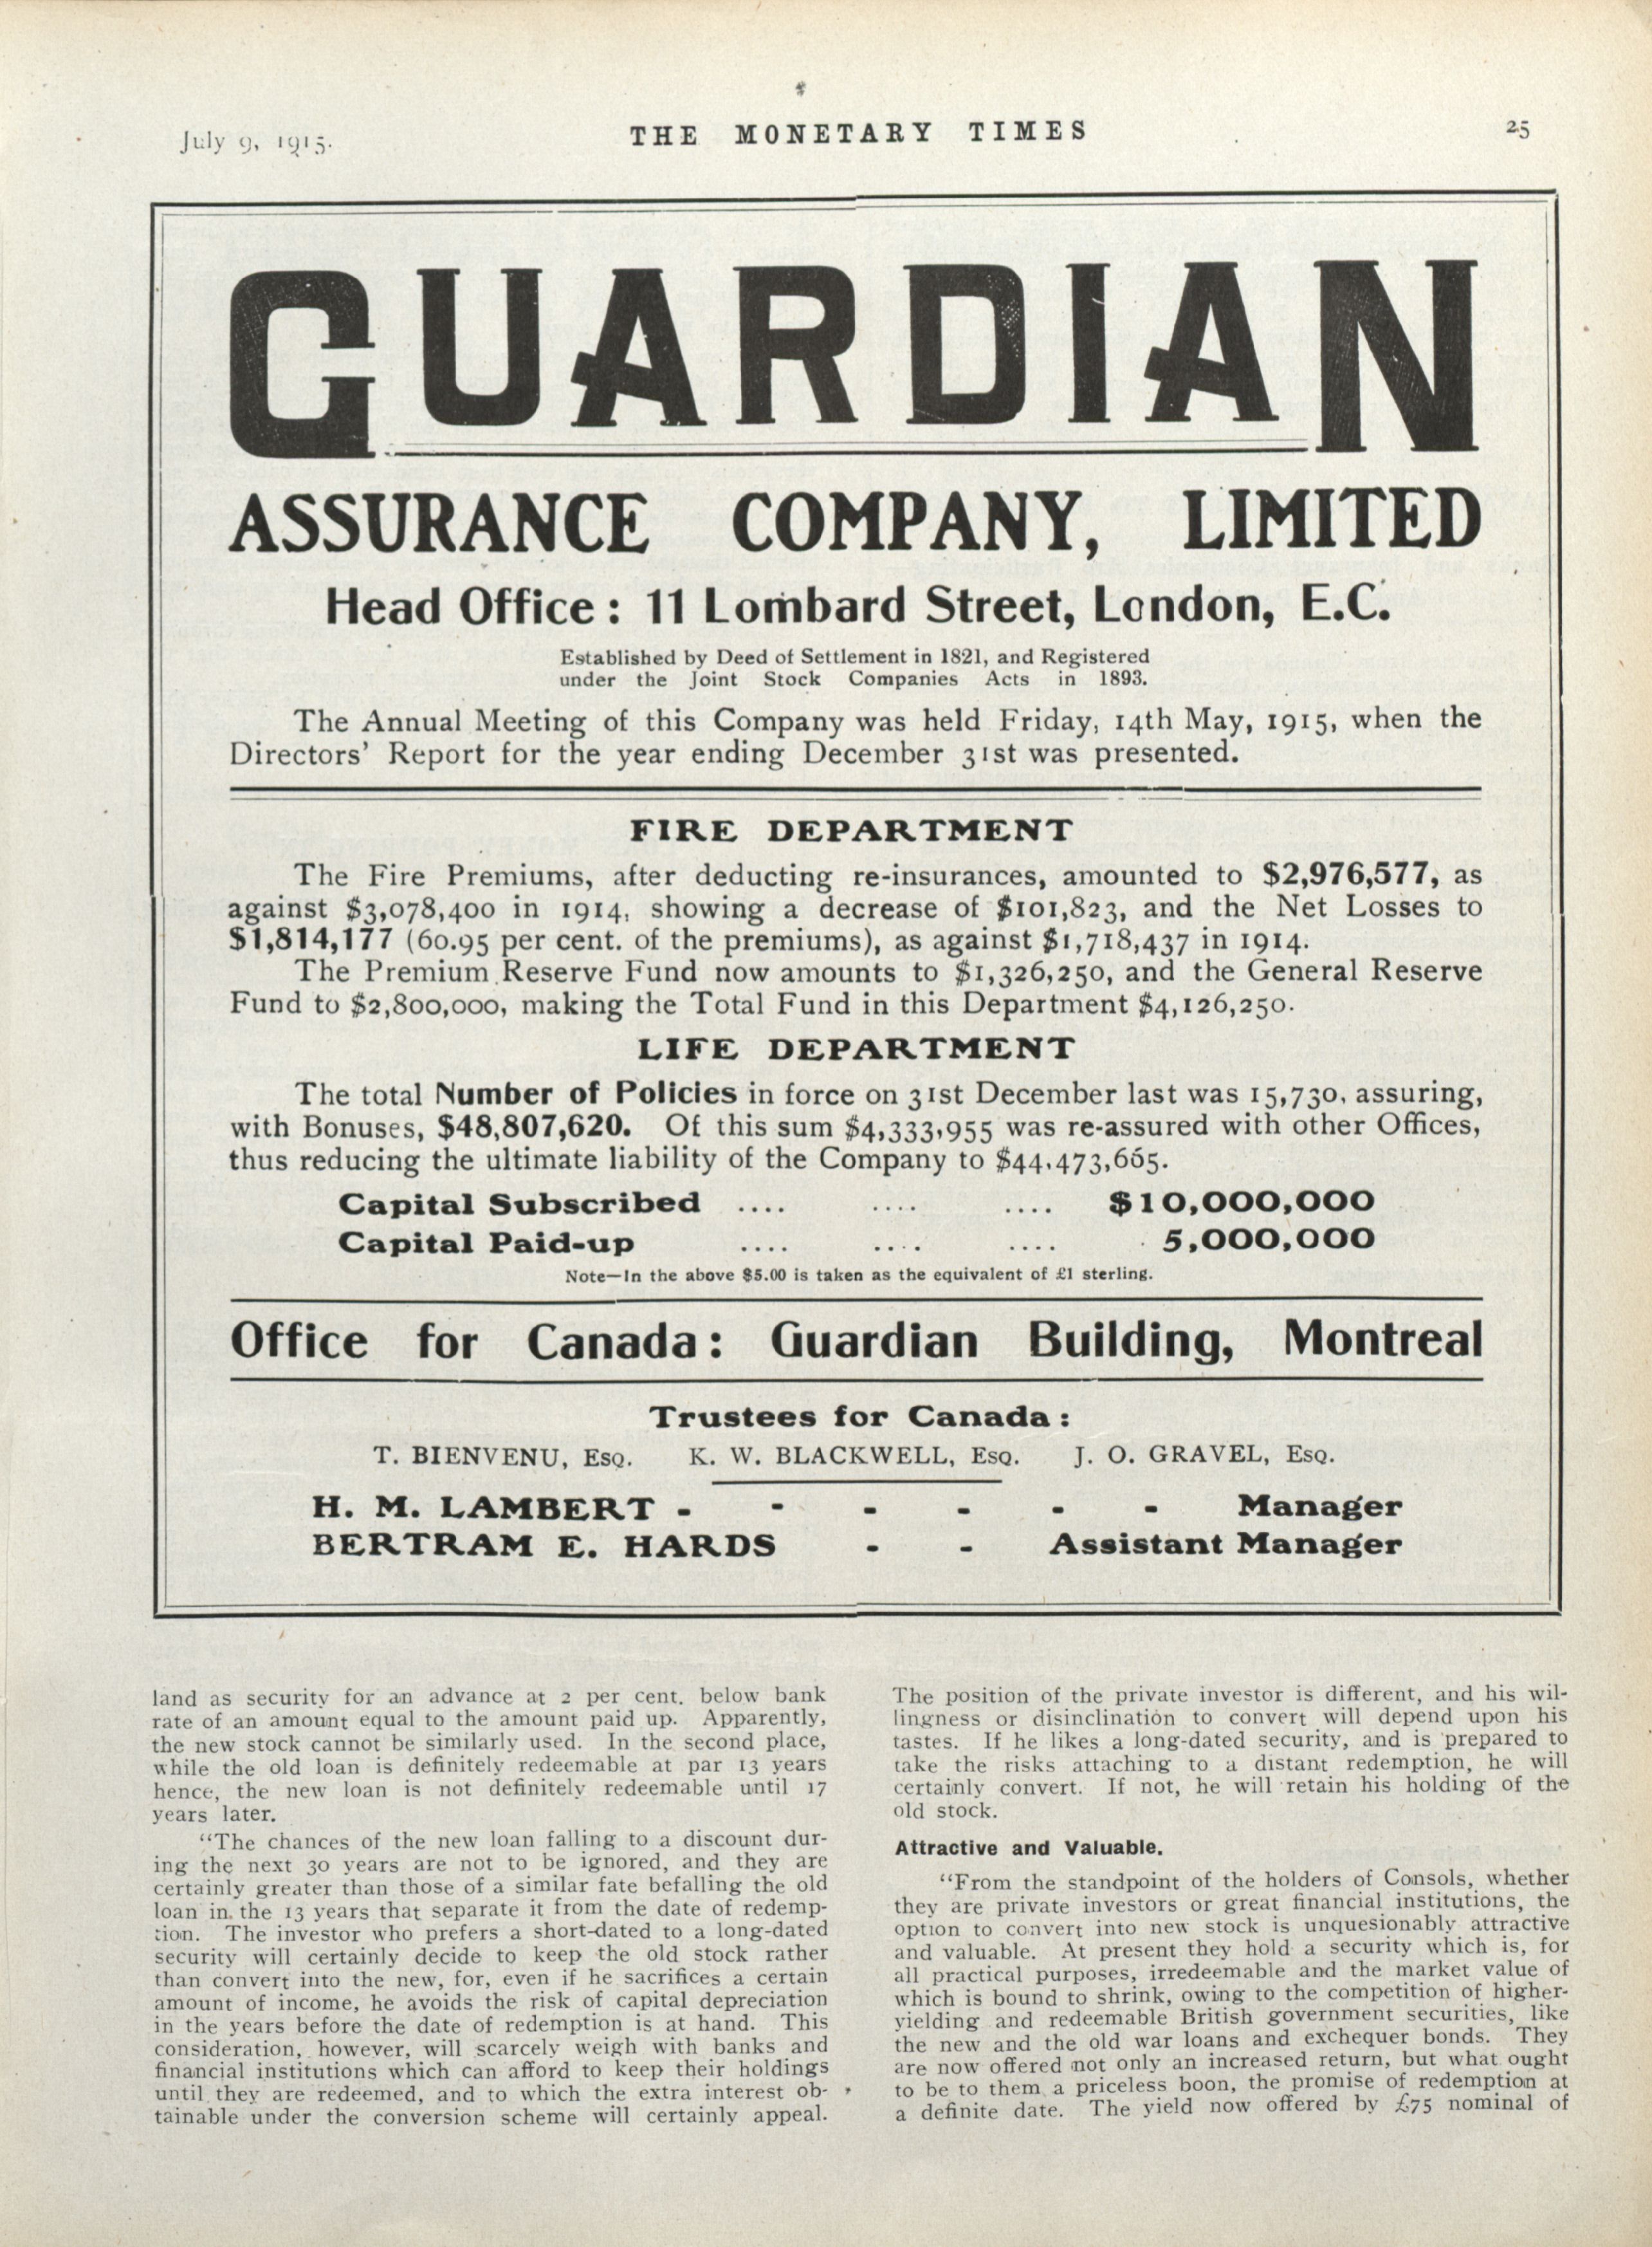 July 9, 1915.
THE MONETARY TIMES
25
GUARDIAN
ASSURANCE COMPANY, LIMITED
Head Office: 11 Lombard Street, London, E.C.
Established by Deed of Settlement in 1821, and Registered
under the Joint Stock Companies Acts in 1893.
The Annual Meeting of this Company was held Friday, 14th May, 1915, when the
Directors' Report for the year ending December 31st was presented.
FIRE DEPARTMENT
The Fire Premiums, after deducting re-insurances, amounted to $2,976,577, as
against $3,078,400 in 1914, showing a decrease of $101,823, and the Net Losses to
$1,814,177 (60.95 per cent. of the premiums), as against $1,718,437 in 1914.
The Premium Reserve Fund now amounts to $1,326,250, and the General Reserve
Fund to $2,800,000, making the Total Fund in this Department $4,126,250.
LIFE DEPARTMENT
The total Number of Policies in force on 31st December last was 15,730, assuring,
with Bonuses, $48,807,620. Of this sum $4,333,955 was re-assured with other Offices,
thus reducing the ultimate liability of the Company to $44,473,665.
Capital Subscribed .... .... .... $10,000,000
Capital Paid-up .... .... .... 5,000,000
Note—In the above $5.00 is taken as the equivalent of £1 sterling.
Office for Canada: Guardian Building, Montreal
Trustees for Canada:
T. BIENVENU, Esq. K. W. BLACKWELL, Esq. J. O. GRAVEL, Esq.
H. M. LAMBERT - - - - - - Manager
BERTRAM E. HARDS - - Assistant Manager
land as security for an advance at 2 per cent. below bank
rate of an amount equal to the amount paid up. Apparently,
the new stock cannot be similarly used. In the second place,
while the old loan is definitely redeemable at par 13 years
hence, the new loan is not definitely redeemable until 17
years later.
"The chances of the new loan falling to a discount dur-
ing the next 30 years are not to be ignored, and they are
certainly greater than those of a similar fate befalling the old
loan in the 13 years that separate it from the date of redemp-
tion. The investor who prefers a short-dated to a long-dated
security will certainly decide to keep the old stock rather
than convert into the new, for, even if he sacrifices a certain
amount of income, he avoids the risk of capital depreciation
in the years before the date of redemption is at hand. This
consideration, however, will scarcely weigh with banks and
financial institutions which can afford to keep their holdings
until they are redeemed, and to which the extra interest ob-
tainable under the conversion scheme will certainly appeal.
The position of the private investor is different, and his wil-
lingness or disinclination to convert will depend upon his
tastes. If he likes a long-dated security, and is prepared to
take the risks attaching to a distant redemption, he will
certainly convert. If not, he will retain his holding of the
old stock.
Attractive and Valuable.
"From the standpoint of the holders of Consols, whether
they are private investors or great financial institutions, the
option to convert into new stock is unquesionably attractive
and valuable. At present they hold a security which is, for
all practical purposes, irredeemable and the market value of
which is bound to shrink, owing to the competition of higher-
yielding and redeemable British government securities, like
the new and the old war loans and exchequer bonds. They
are now offered not only an increased return, but what ought
to be to them a priceless boon, the promise of redemption at
a definite date. The yield now offered by £75 nominal of